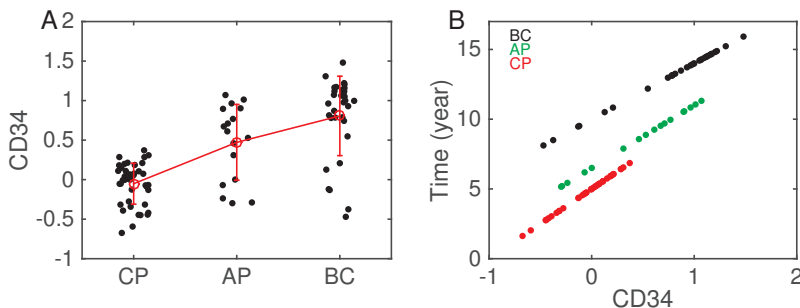 A
CD34
2
1.5
1
0.5
0
-0.5
-1
CP AP BC
B
BC
AP
CP
Time (year)
15
10
5
0
-1 0 1 2
CD34